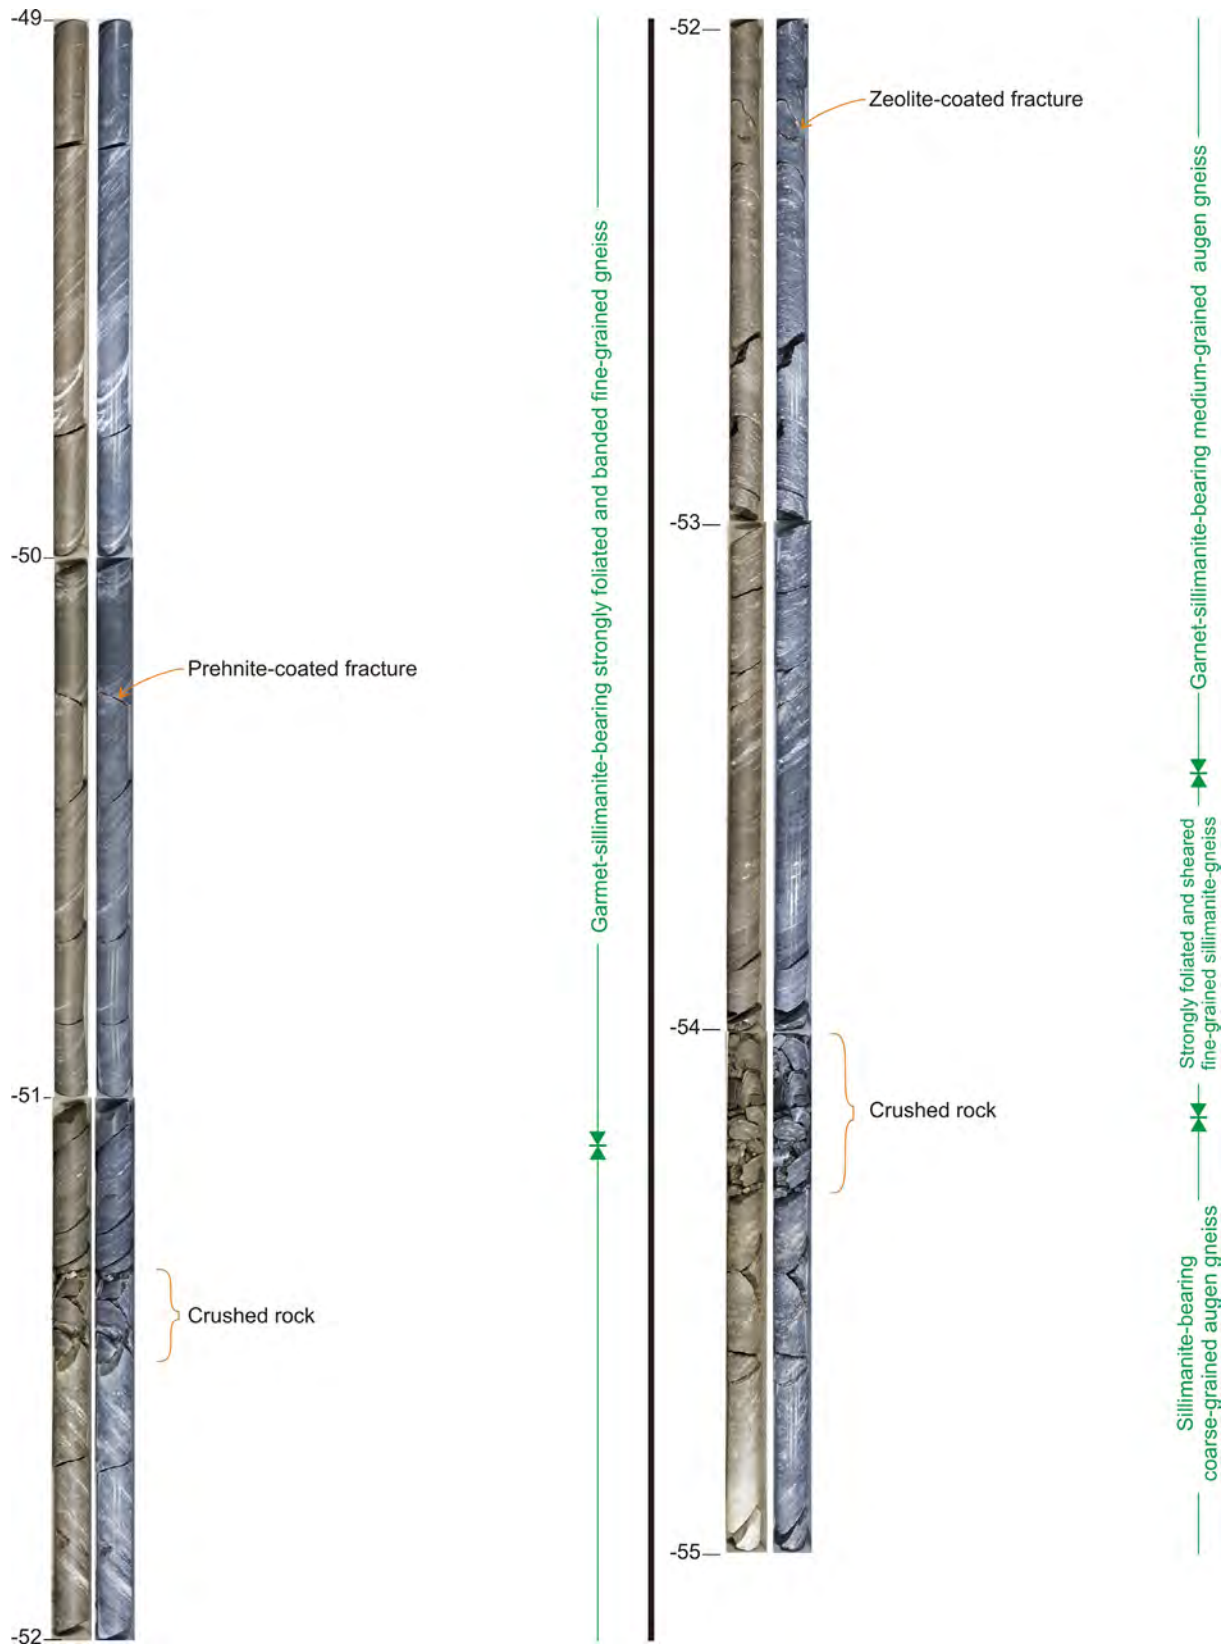 -49
-50
Prehnite-coated fracture
-51
Crushed rock
-52
Garmet-sillimanite-bearing strongly foliated and banded fine-grained gneiss
-52
Zeolite-coated fracture
-53
-54
Crushed rock
-55
Garnet-sillimanite-bearing medium-grained augen gneiss
Strongly foliated and sheared
fine-grained sillimanite-gneiss
Sillimanite-bearing
coarse-grained augen gneiss